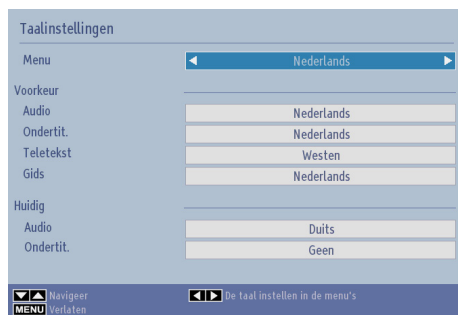 Taalinstellingen
Menu Nederlands
Voorkeur
Audio Nederlands
Ondertit. Nederlands
Teletekst Westen
Gids Nederlands
Huidig
Audio Duits
Ondertit. Geen
Navigeer De taal instellen in de menu's
MENU Verlaten